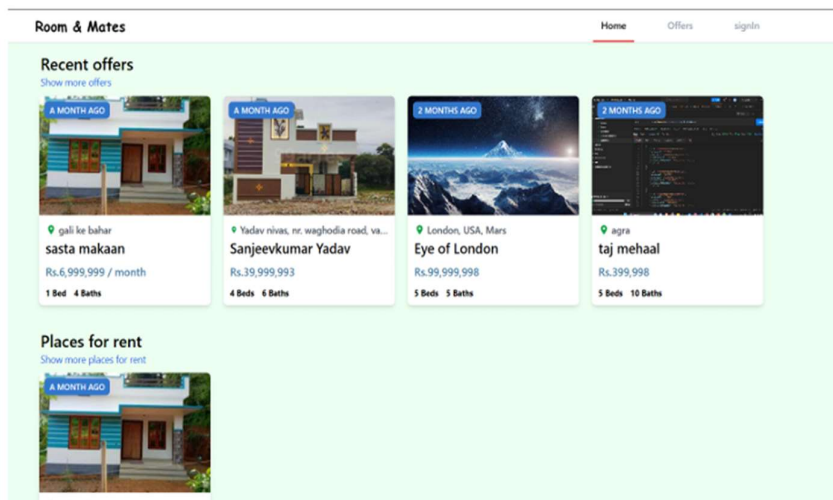 Room & Mates
Home Offers signIn
Recent offers
Show more offers
A MONTH AGO
gali ke bahar
sasta makaan
Rs.6,999,999 / month
1 Bed 4 Baths
A MONTH AGO
Yadav nivas, nr. waghodia road, va...
Sanjeevkumar Yadav
Rs.39,999,993
4 Beds 6 Baths
2 MONTHS AGO
London, USA, Mars
Eye of London
Rs.99,999,998
5 Beds 5 Baths
2 MONTHS AGO
agra
taj mehaal
Rs.399,998
5 Beds 10 Baths
Places for rent
Show more places for rent
A MONTH AGO